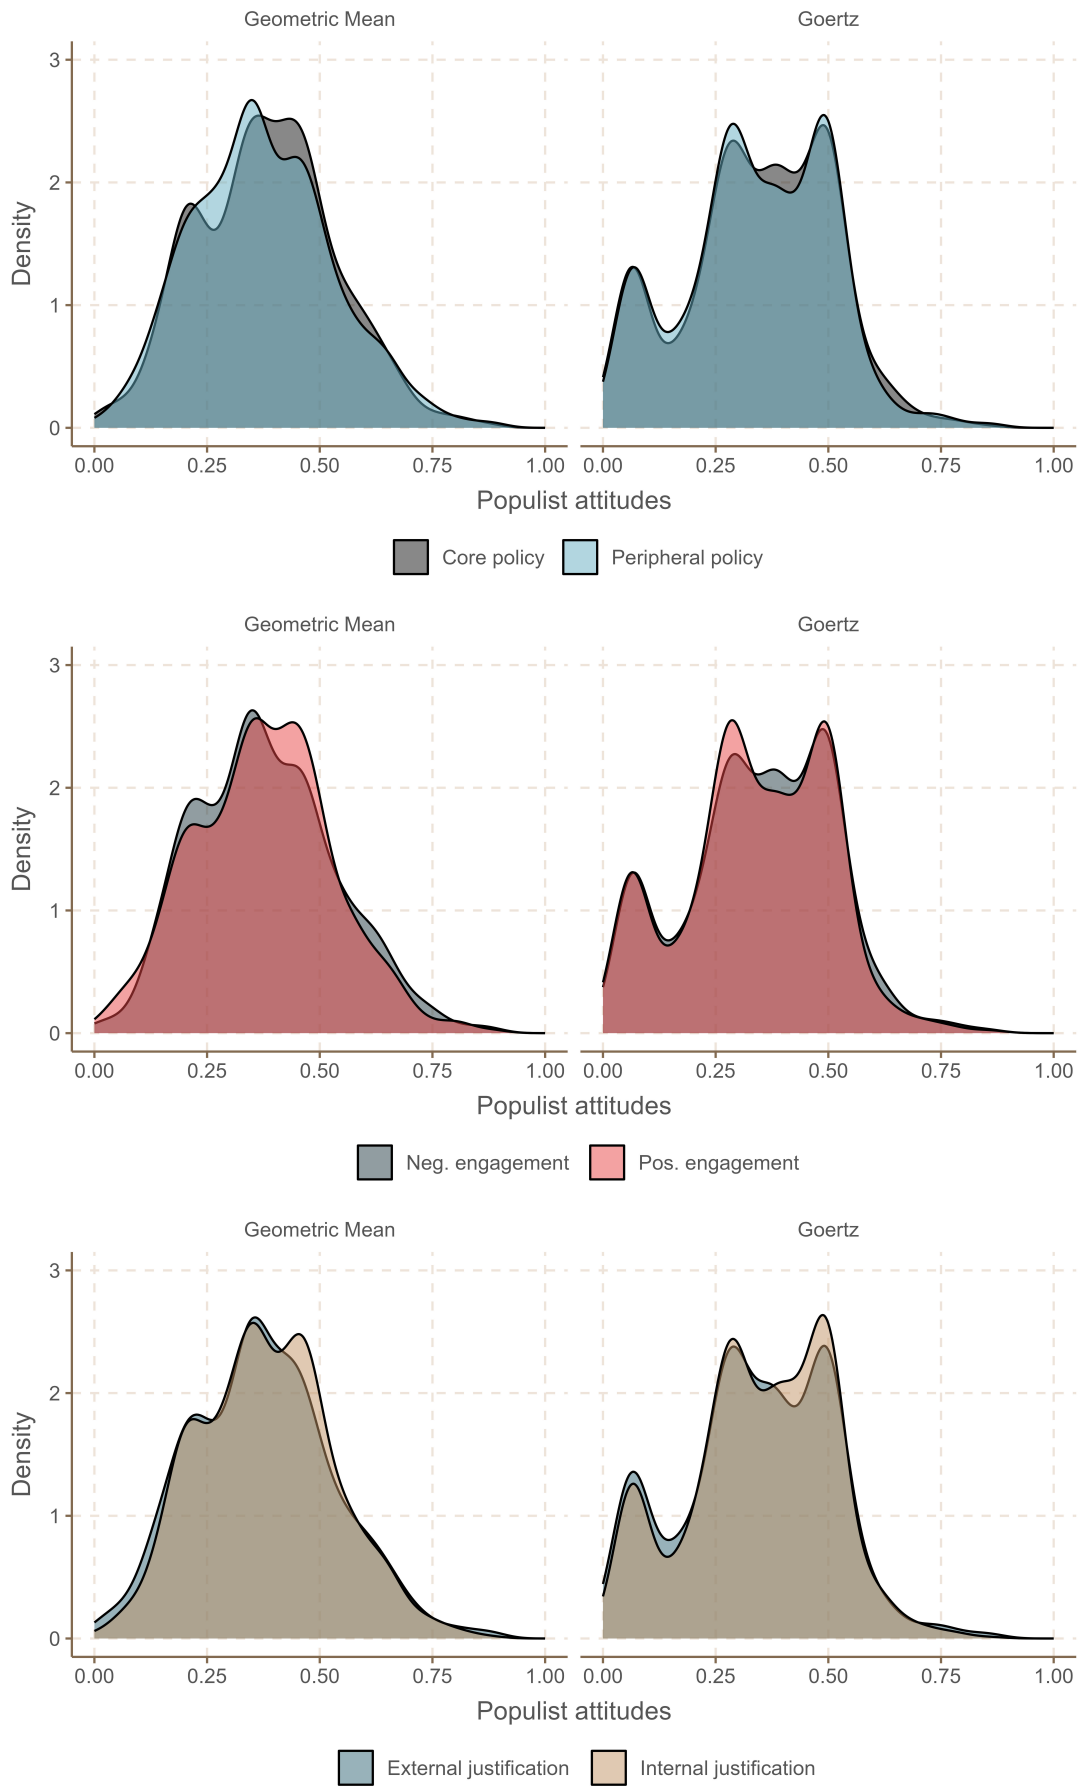 Geometric Mean Goertz
3
2
1
0
Density
0.00 0.25 0.50 0.75 1.00 0.00 0.25 0.50 0.75 1.00
Populist attitudes
Core policy Peripheral policy
Geometric Mean Goertz
3
2
1
0
Density
0.00 0.25 0.50 0.75 1.00 0.00 0.25 0.50 0.75 1.00
Populist attitudes
Neg. engagement Pos. engagement
Geometric Mean Goertz
3
2
1
0
Density
0.00 0.25 0.50 0.75 1.00 0.00 0.25 0.50 0.75 1.00
Populist attitudes
External justification Internal justification